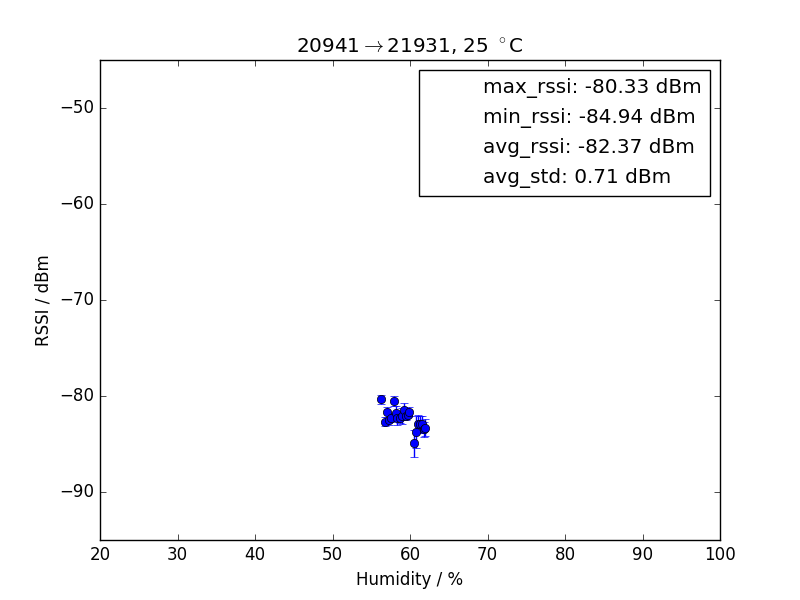 20941→21931, 25 °C
max_rssi: -80.33 dBm
min_rssi: -84.94 dBm
avg_rssi: -82.37 dBm
avg_std: 0.71 dBm
RSSI / dBm
−50
−60
−70
−80
−90
20 30 40 50 60 70 80 90 100
Humidity / %